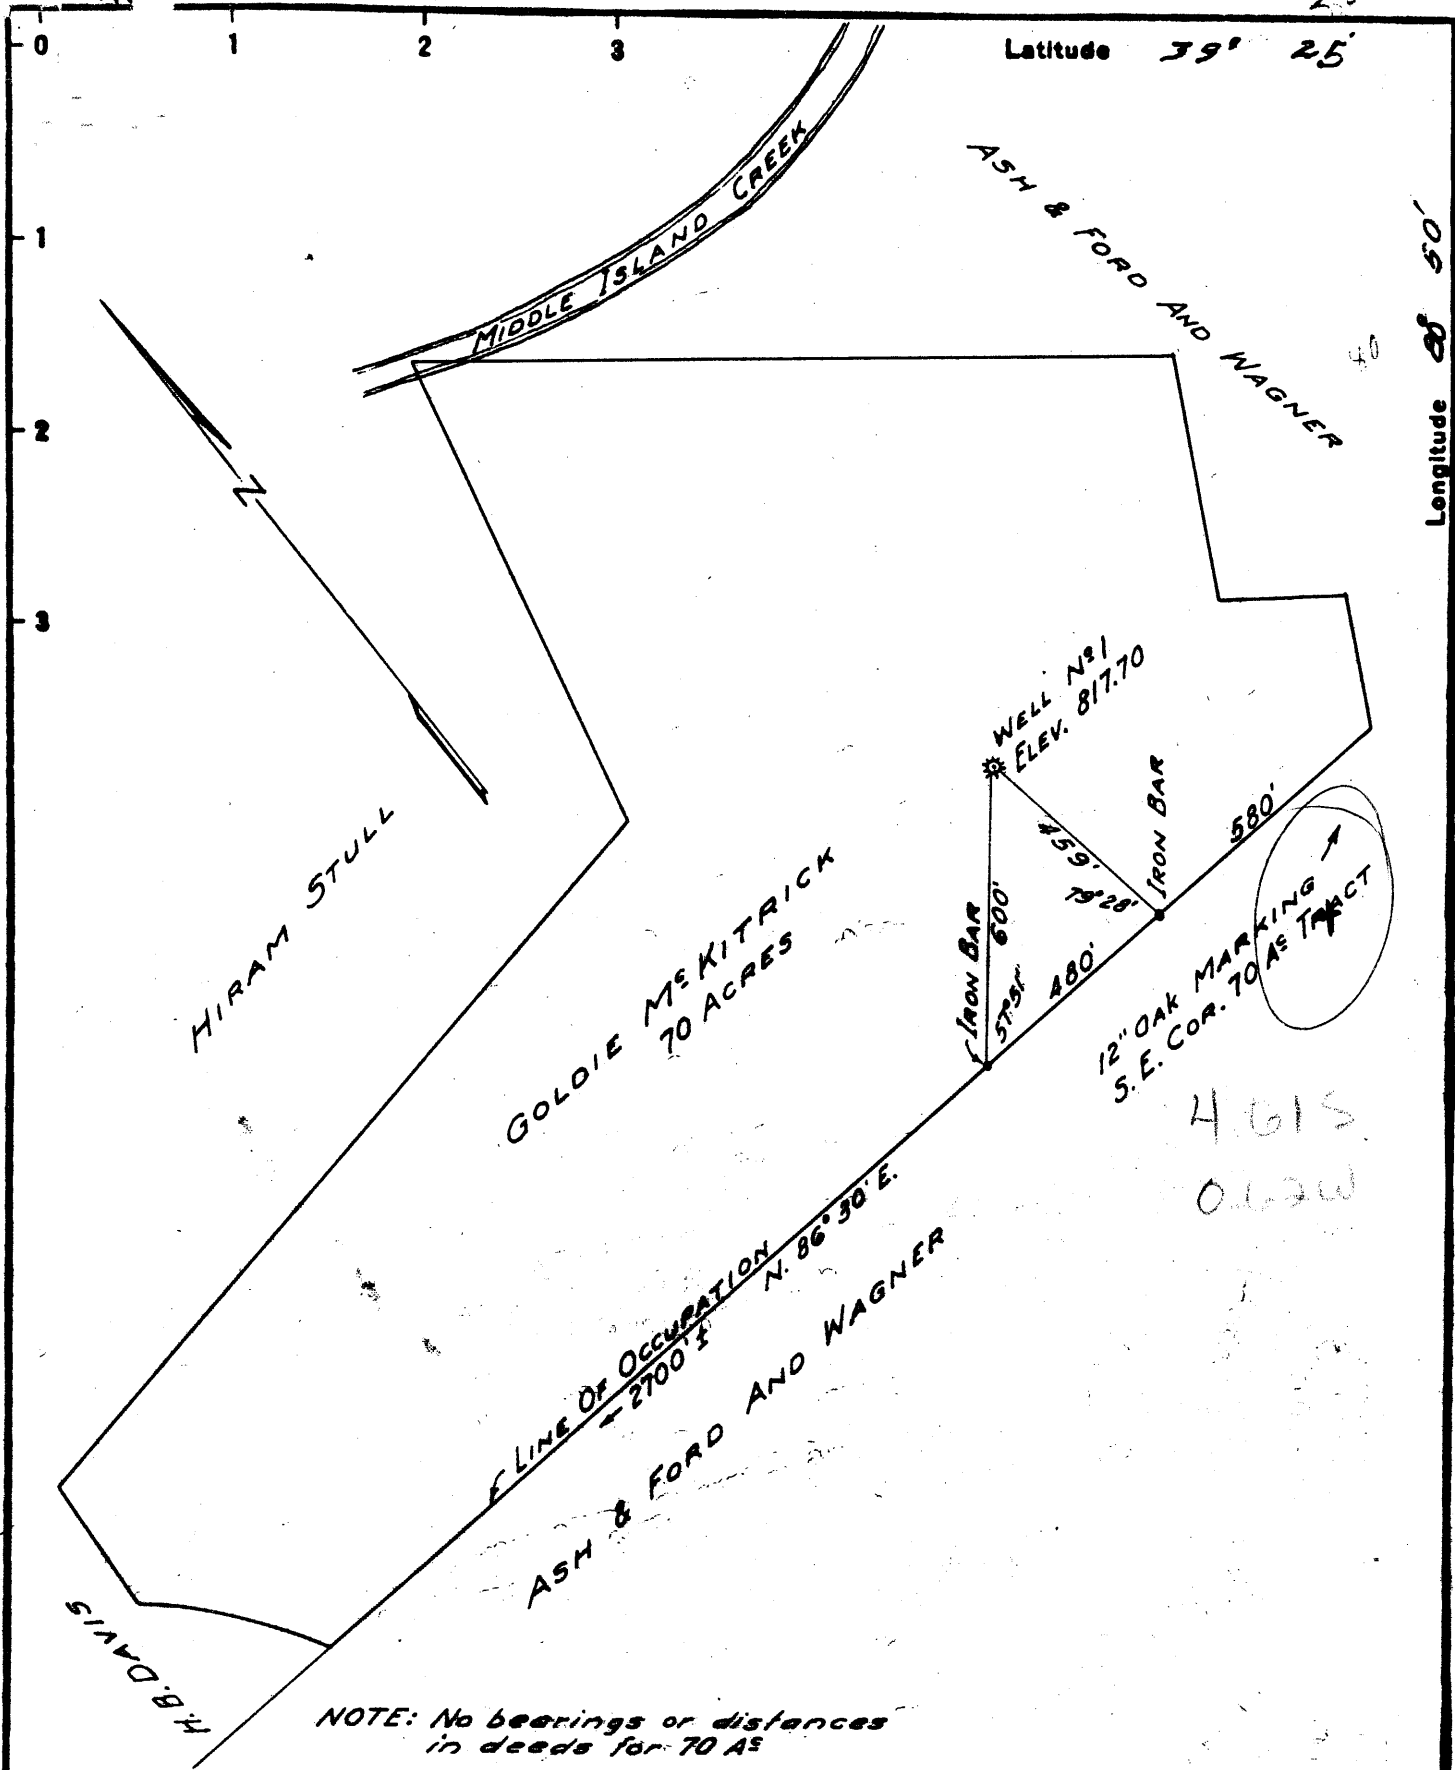 0 1 2 3
Latitude 39° 25'
1
2
3
Longitude 80° 50'
40
MIDDLE ISLAND CREEK
ASH & FORD AND WAGNER
N
HIRAM STULL
WELL Nº 1
ELEV. 817.70
IRON BAR
459'
79°28'
580'
IRON BAR
600'
57°51'
480'
12" OAK MARKING
S.E. COR. 70 AS TRACT
GOLDIE McKITRICK
70 ACRES
4.61 S
LINE OF OCCUPATION N. 86° 30' E.
← 2700' ±
ASH & FORD AND WAGNER
H.B. DAVIS
NOTE: No bearings or distances
in deeds for 70 AS